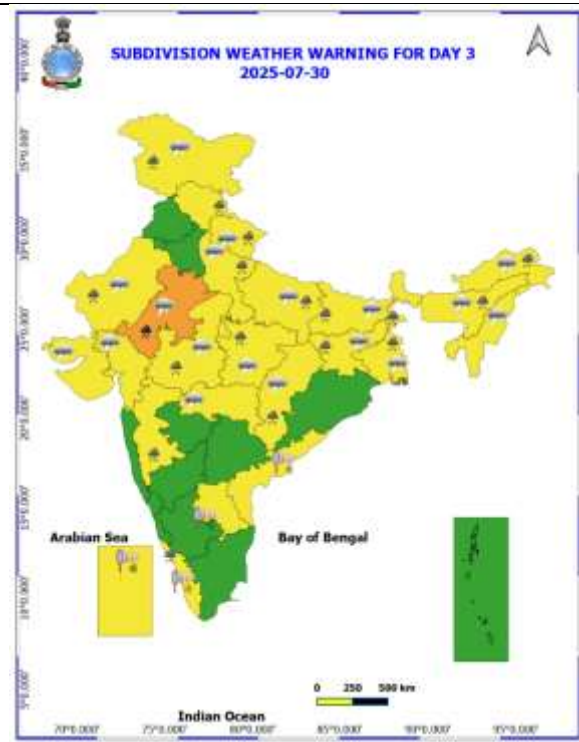 SUBDIVISION WEATHER WARNING FOR DAY 3
2025-07-30
Arabian Sea
Bay of Bengal
0 250 500 km
Indian Ocean
70°0.000' 75°0.000' 80°0.000' 85°0.000' 90°0.000' 95°0.000'